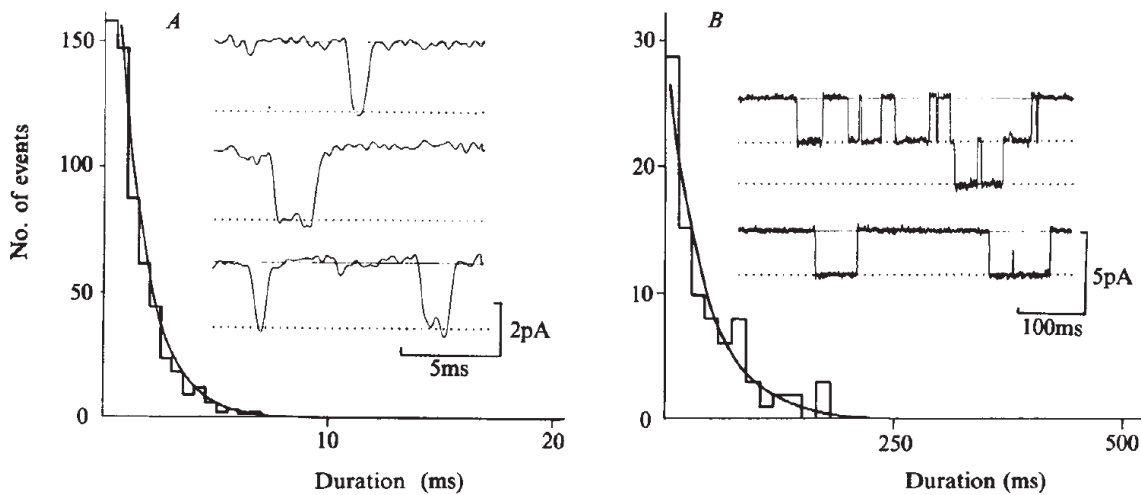 A
No. of events
150
100
50
0
10
20
Duration (ms)
2pA
5ms
B
30
20
10
0
250
500
Duration (ms)
5pA
100ms